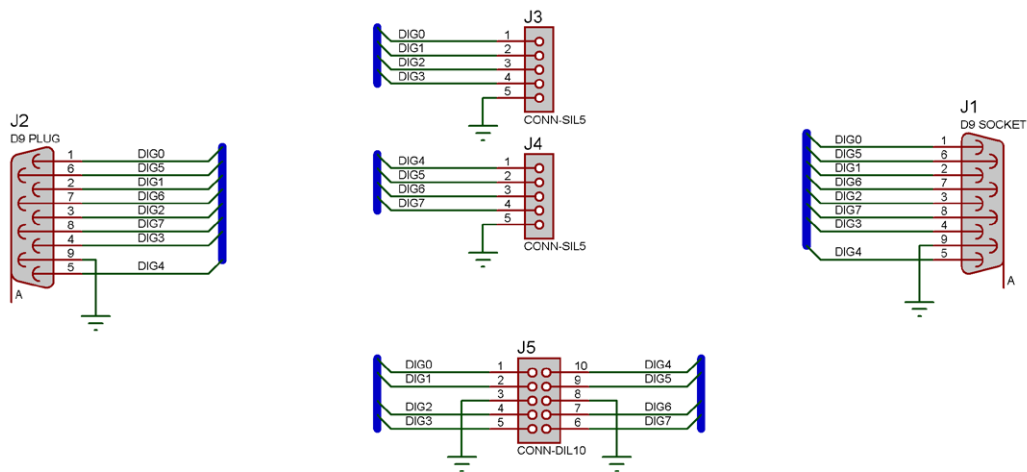 J3
DIG0 1
DIG1 2
DIG2 3
DIG3 4
5
CONN-SIL5
J2
D9 PLUG
1 DIG0
6 DIG5
2 DIG1
7 DIG6
3 DIG2
8 DIG7
4 DIG3
9
5 DIG4
A
J4
DIG4 1
DIG5 2
DIG6 3
DIG7 4
5
CONN-SIL5
J1
D9 SOCKET
DIG0 1
DIG5 6
DIG1 2
DIG6 7
DIG2 3
DIG7 8
DIG3 4
9
DIG4 5
A
J5
DIG0 1 10 DIG4
DIG1 2 9 DIG5
3 8
DIG2 4 7 DIG6
DIG3 5 6 DIG7
CONN-DIL10